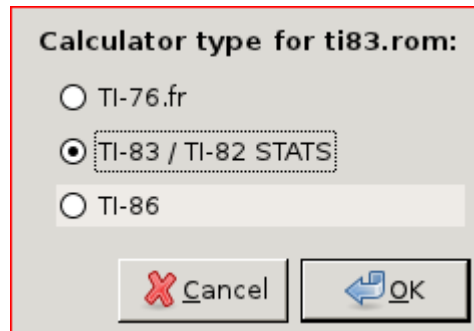 Calculator type for ti83.rom:
TI-76.fr
TI-83 / TI-82 STATS
TI-86
Cancel OK